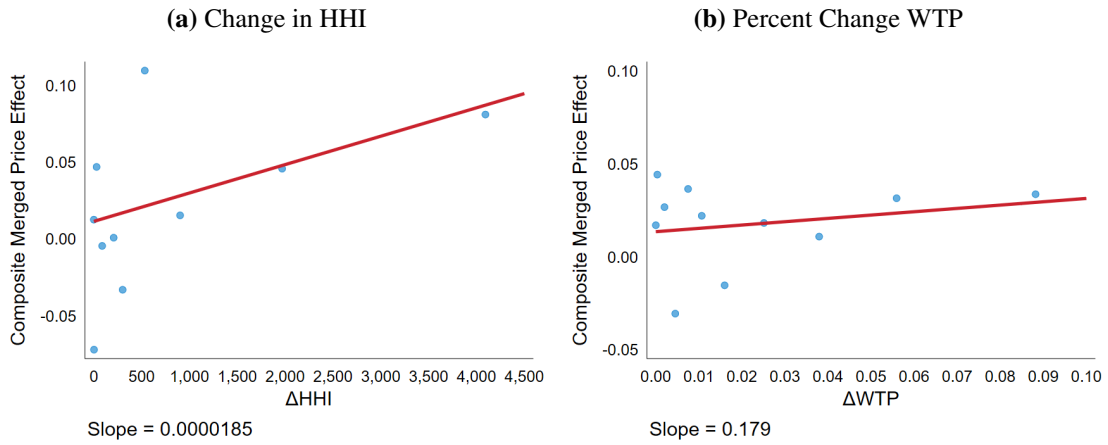 (a) Change in HHI
Composite Merged Price Effect
0.10
0.05
0.00
-0.05
0 500 1,000 1,500 2,000 2,500 3,000 3,500 4,000 4,500
ΔHHI
Slope = 0.0000185
(b) Percent Change WTP
Composite Merged Price Effect
0.10
0.05
0.00
-0.05
0.00 0.01 0.02 0.03 0.04 0.05 0.06 0.07 0.08 0.09 0.10
ΔWTP
Slope = 0.179